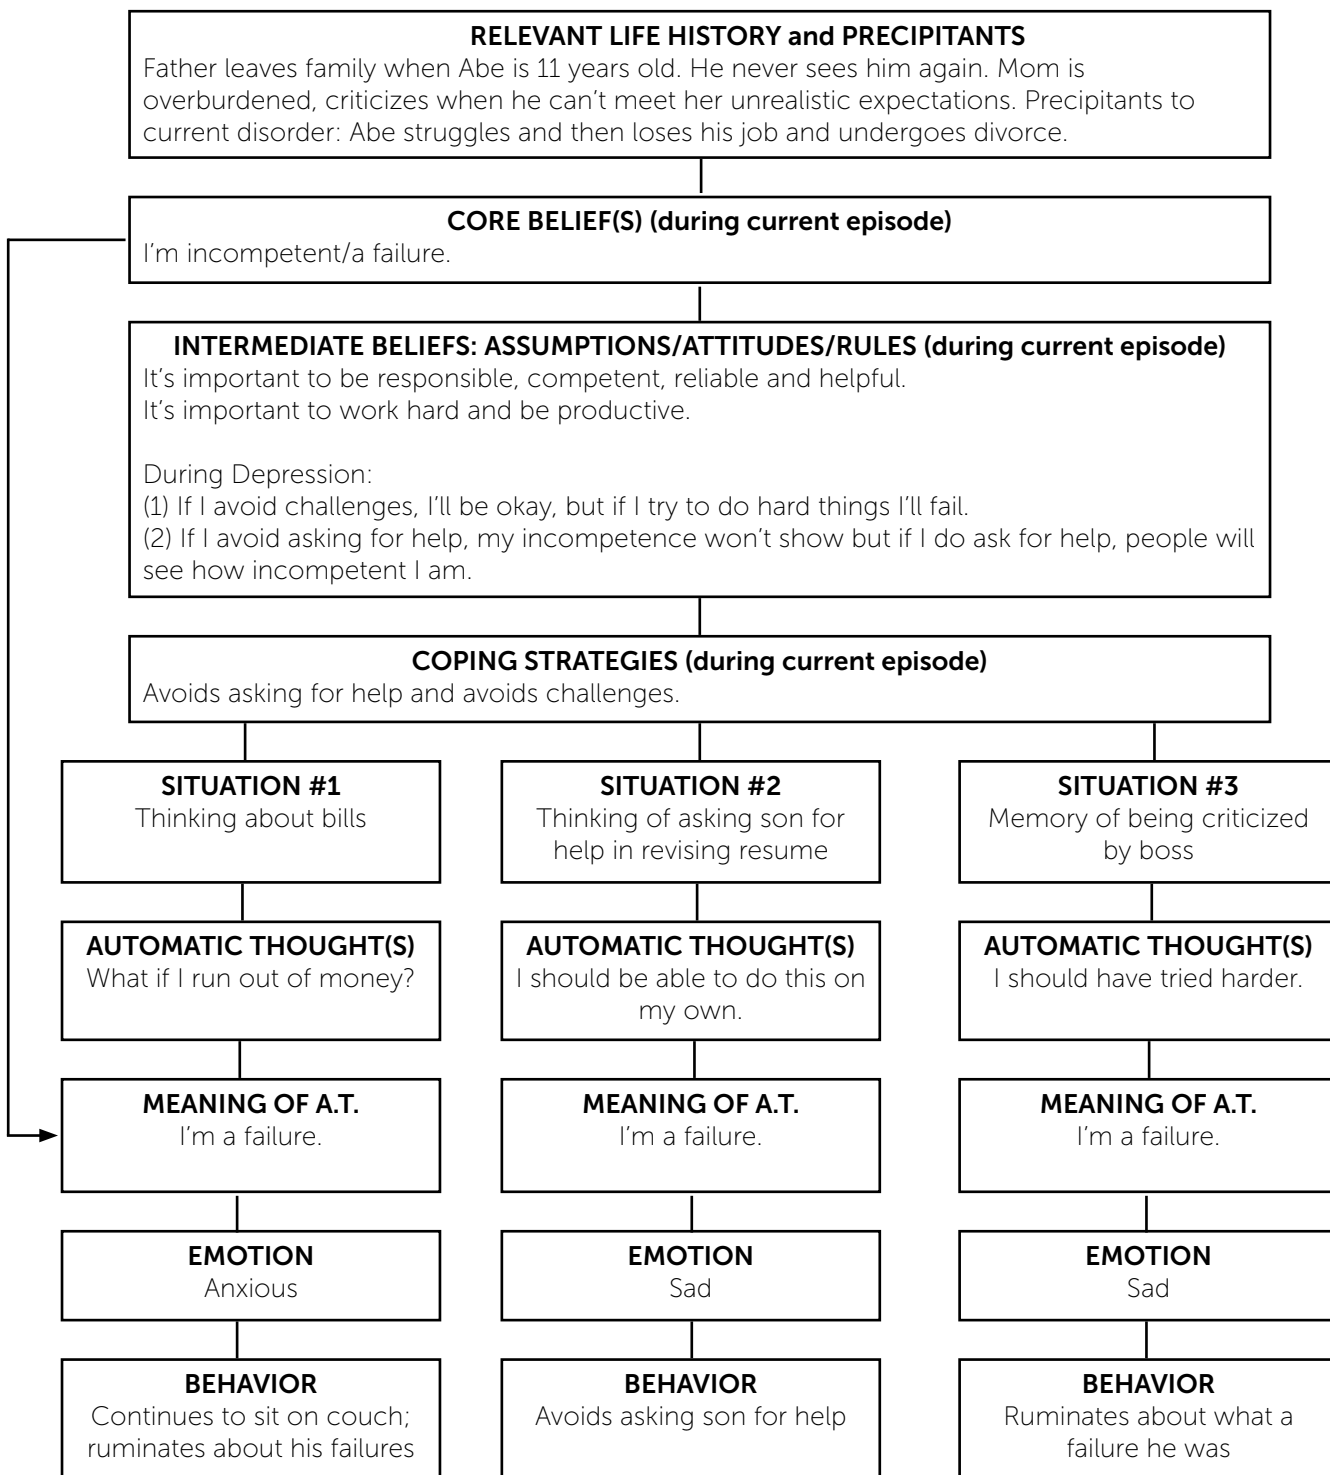 RELEVANT LIFE HISTORY and PRECIPITANTS
Father leaves family when Abe is 11 years old. He never sees him again. Mom is
overburdened, criticizes when he can't meet her unrealistic expectations. Precipitants to
current disorder: Abe struggles and then loses his job and undergoes divorce.
CORE BELIEF(S) (during current episode)
I'm incompetent/a failure.
INTERMEDIATE BELIEFS: ASSUMPTIONS/ATTITUDES/RULES (during current episode)
It's important to be responsible, competent, reliable and helpful.
It's important to work hard and be productive.
During Depression:
(1) If I avoid challenges, I'll be okay, but if I try to do hard things I'll fail.
(2) If I avoid asking for help, my incompetence won't show but if I do ask for help, people will
see how incompetent I am.
COPING STRATEGIES (during current episode)
Avoids asking for help and avoids challenges.
SITUATION #1
Thinking about bills
AUTOMATIC THOUGHT(S)
What if I run out of money?
MEANING OF A.T.
I'm a failure.
EMOTION
Anxious
BEHAVIOR
Continues to sit on couch;
ruminates about his failures
SITUATION #2
Thinking of asking son for
help in revising resume
AUTOMATIC THOUGHT(S)
I should be able to do this on
my own.
MEANING OF A.T.
I'm a failure.
EMOTION
Sad
BEHAVIOR
Avoids asking son for help
SITUATION #3
Memory of being criticized
by boss
AUTOMATIC THOUGHT(S)
I should have tried harder.
MEANING OF A.T.
I'm a failure.
EMOTION
Sad
BEHAVIOR
Ruminates about what a
failure he was